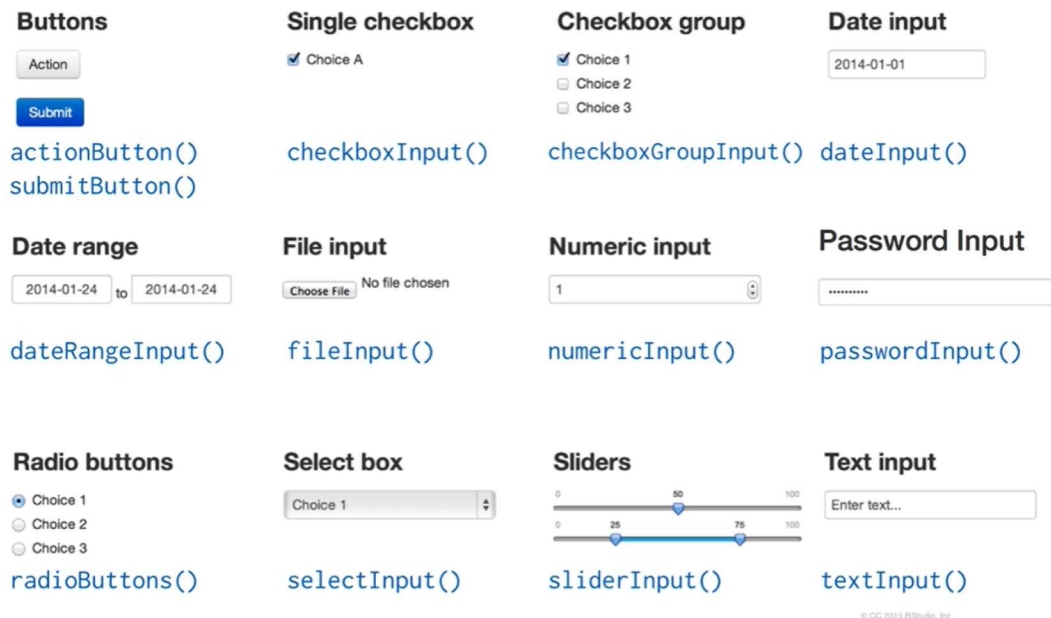 Buttons
Single checkbox
Checkbox group
Date input
Action
Choice A
Choice 1
2014-01-01
Choice 2
Submit
Choice 3
actionButton()
checkboxInput()
checkboxGroupInput()
dateInput()
submitButton()
Date range
File input
Numeric input
Password Input
2014-01-24 to 2014-01-24
Choose File No file chosen
1
••••••••••
dateRangeInput()
fileInput()
numericInput()
passwordInput()
Radio buttons
Select box
Sliders
Text input
Choice 1
Choice 2
Choice 3
Choice 1
0 50 100
0 25 75 100
Enter text...
radioButtons()
selectInput()
sliderInput()
textInput()
© CC 2015 RStudio, Inc.